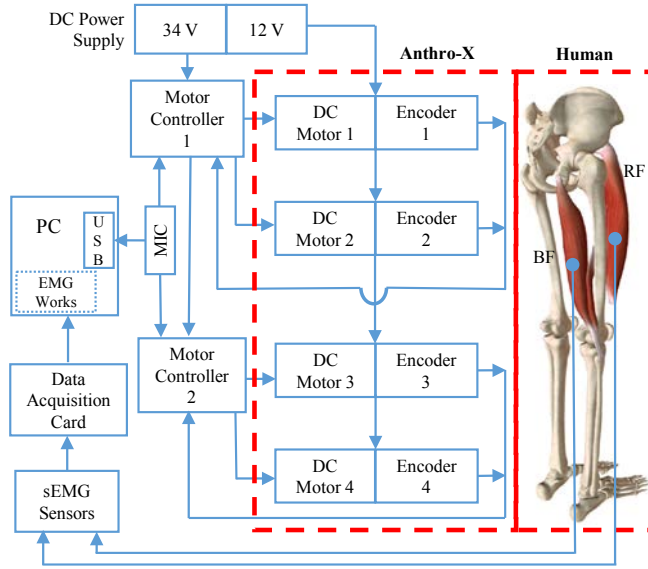 DC Power
Supply
34 V
12 V
Anthro-X
Human
Motor
Controller
1
DC
Motor 1
Encoder
1
RF
PC
U
S
B
MIC
DC
Motor 2
Encoder
2
BF
EMG
Works
Motor
Controller
2
DC
Motor 3
Encoder
3
Data
Acquisition
Card
DC
Motor 4
Encoder
4
sEMG
Sensors